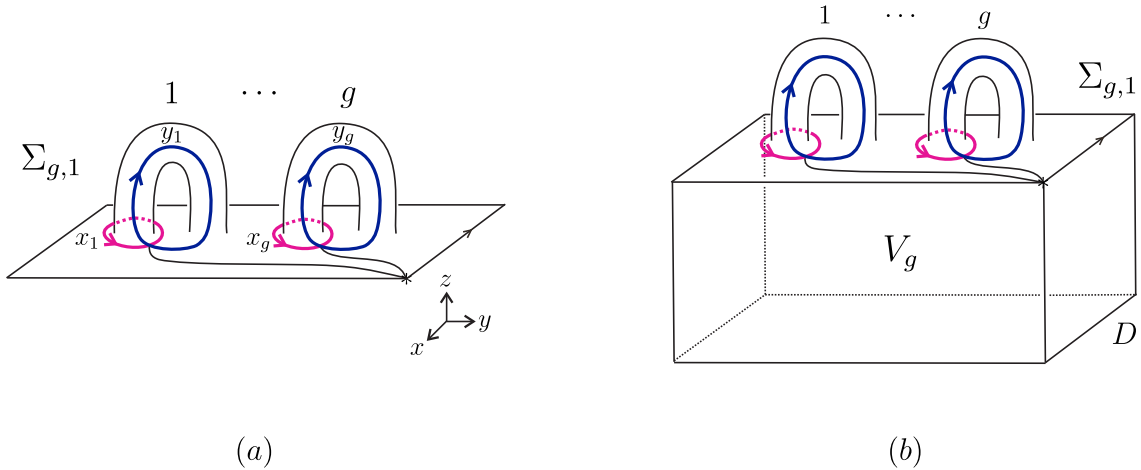 1 ⋯ g
Σ_{g,1}
y_1 y_g
x_1 x_g
z
y
x
(a)
1 ⋯ g
Σ_{g,1}
V_g
D
(b)